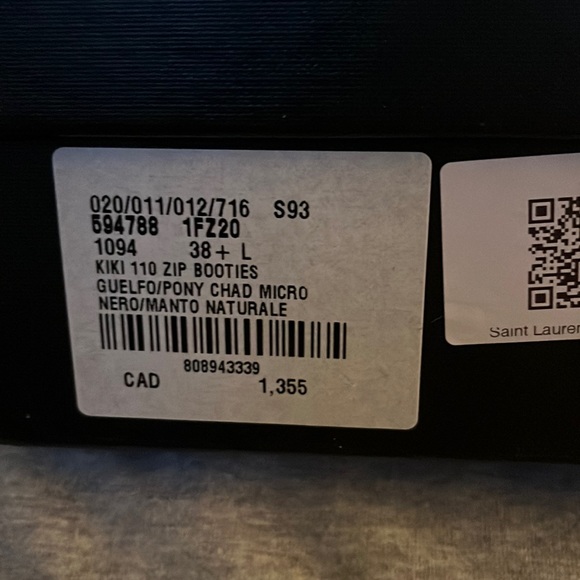 020/011/012/716 S93
594788 1FZ20
1094 38+ L
KIKI 110 ZIP BOOTIES
GUELFO/PONY CHAD MICRO
NERO/MANTO NATURALE
808943339
CAD 1,355
Saint Lauren